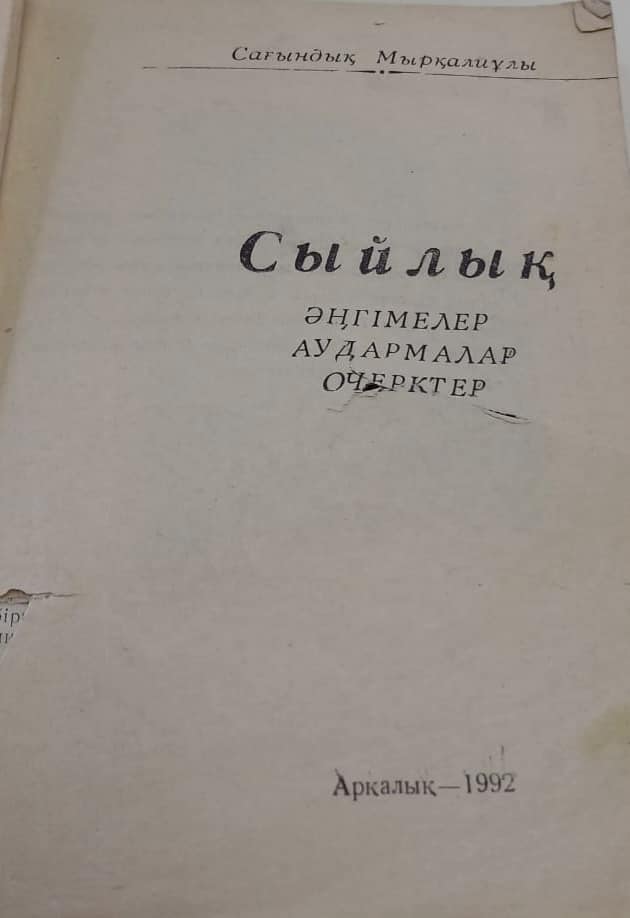 Сағындық Мырқалиұлы
Сыйлық
ӘҢГІМЕЛЕР
АУДАРМАЛАР
ОЧЕРКТЕР
Арқалық—1992